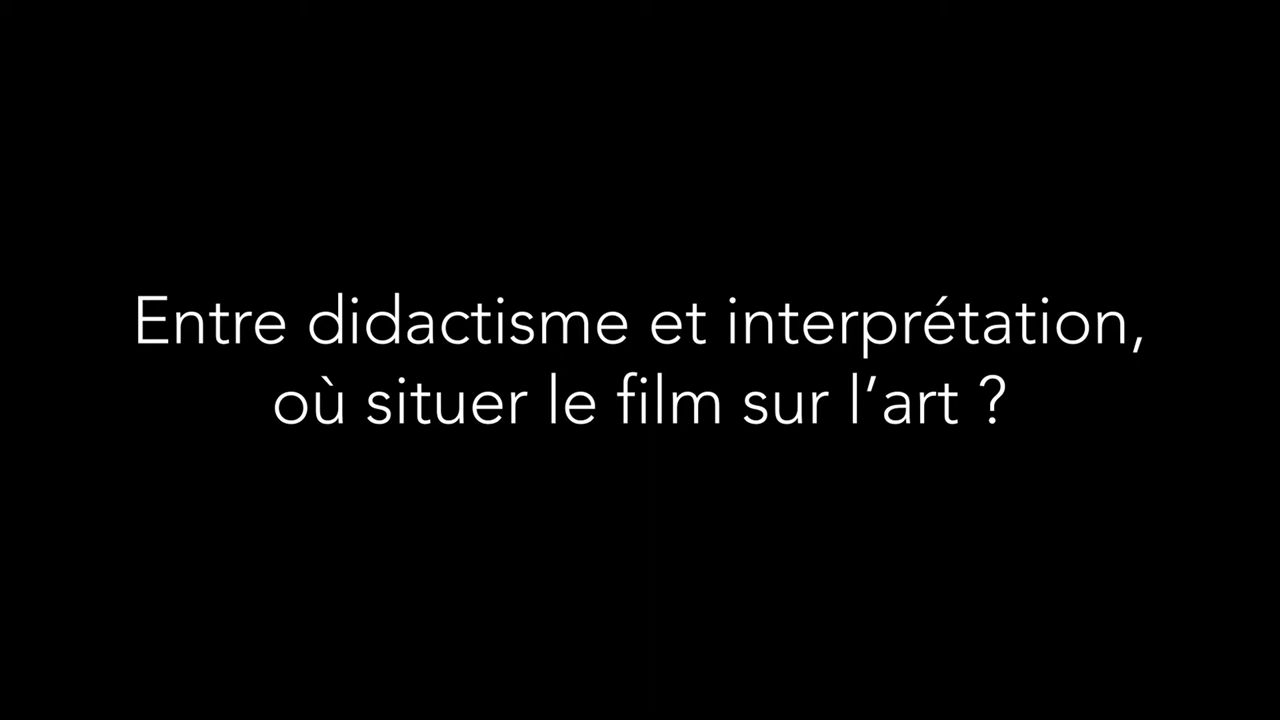 Entre didactisme et interprétation,
où situer le film sur l’art ?